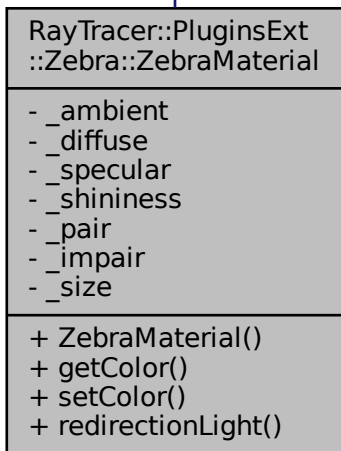 RayTracer::PluginsExt
::Zebra::ZebraMaterial
- _ambient
- _diffuse
- _specular
- _shininess
- _pair
- _impair
- _size
+ ZebraMaterial()
+ getColor()
+ setColor()
+ redirectionLight()